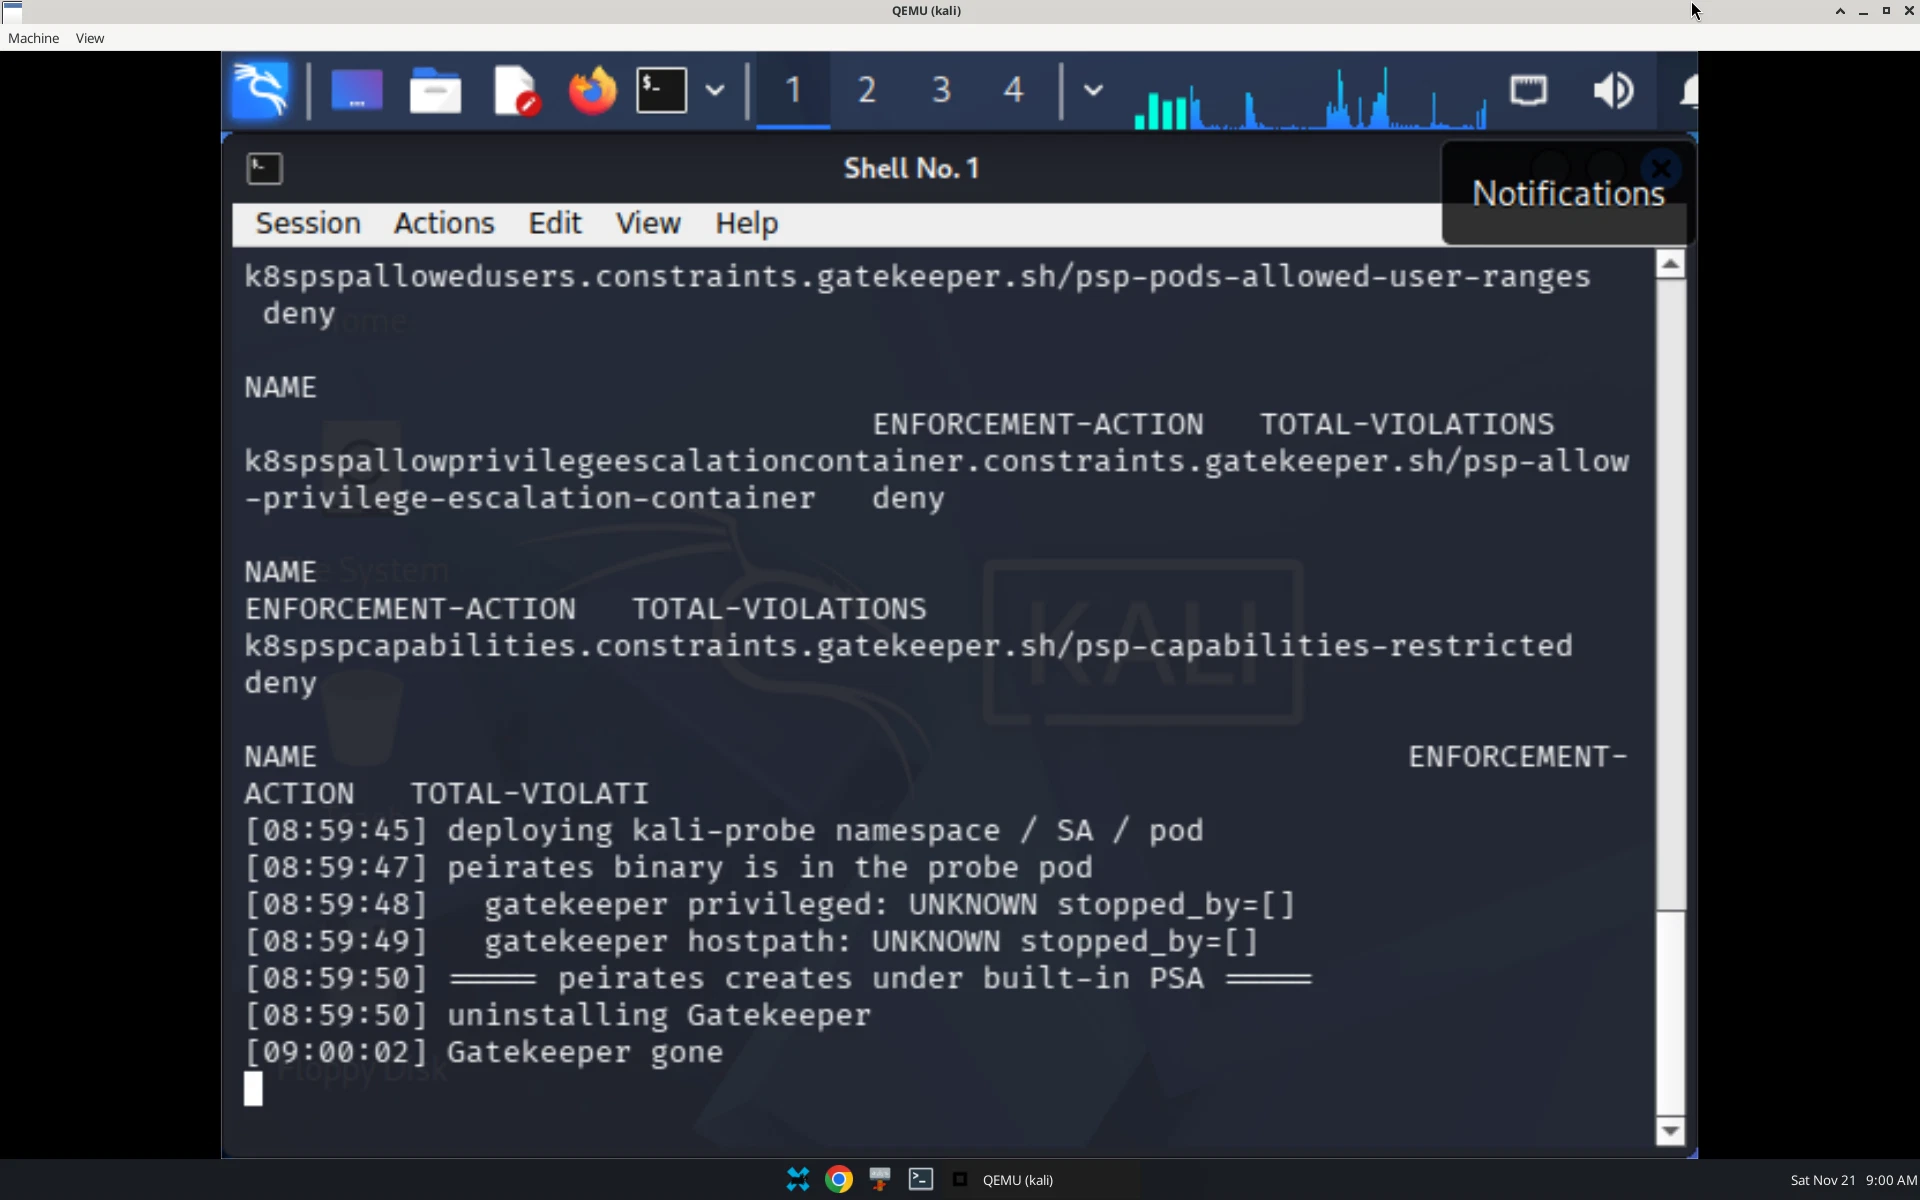 QEMU (kali)
Machine View
1 2 3 4
Shell No. 1
Notifications
Session Actions Edit View Help
k8spspallowedusers.constraints.gatekeeper.sh/psp-pods-allowed-user-ranges
deny
NAME
ENFORCEMENT-ACTION TOTAL-VIOLATIONS
k8spspallowprivilegeescalationcontainer.constraints.gatekeeper.sh/psp-allow
-privilege-escalation-container deny
NAME
ENFORCEMENT-ACTION TOTAL-VIOLATIONS
k8spspcapabilities.constraints.gatekeeper.sh/psp-capabilities-restricted
deny
NAME ENFORCEMENT-
ACTION TOTAL-VIOLATI
[08:59:45] deploying kali-probe namespace / SA / pod
[08:59:47] peirates binary is in the probe pod
[08:59:48] gatekeeper privileged: UNKNOWN stopped_by=[]
[08:59:49] gatekeeper hostpath: UNKNOWN stopped_by=[]
[08:59:50] ===== peirates creates under built-in PSA =====
[08:59:50] uninstalling Gatekeeper
[09:00:02] Gatekeeper gone
KALI
Floppy Disk
QEMU (kali)
Sat Nov 21 9:00 AM